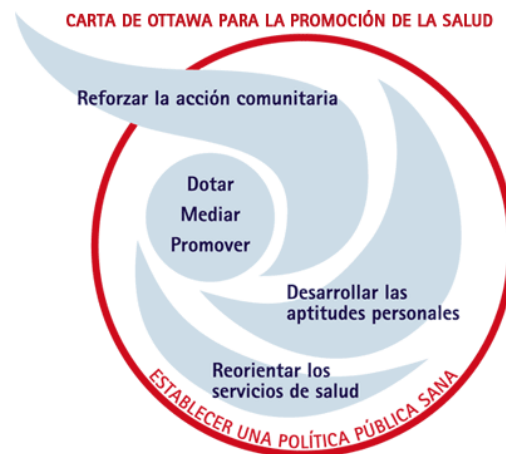 CARTA DE OTTAWA PARA LA PROMOCIÓN DE LA SALUD
Reforzar la acción comunitaria
Dotar
Mediar
Promover
Desarrollar las
aptitudes personales
Reorientar los
servicios de salud
ESTABLECER UNA POLÍTICA PÚBLICA SANA